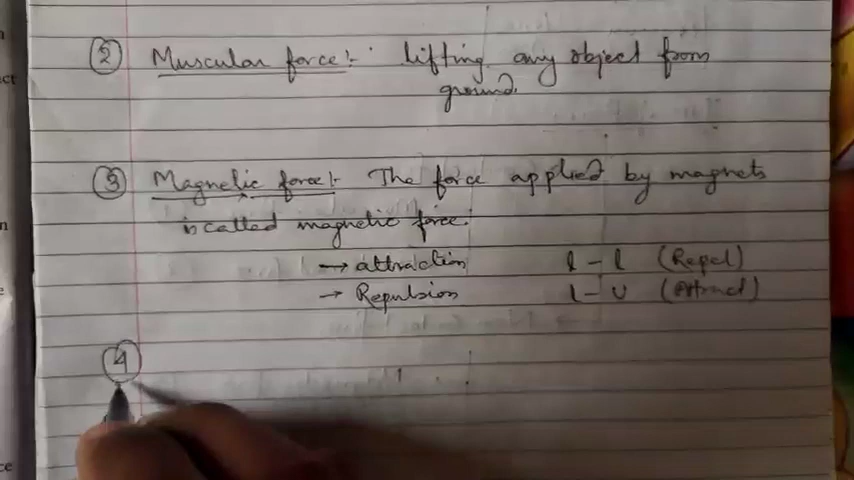 ② Muscular force:- lifting any object from
ground.
③ Magnetic force:- The force applied by magnets
is called magnetic force.
→ attraction l - l (Repel)
→ Repulsion l - U (Attract)
④